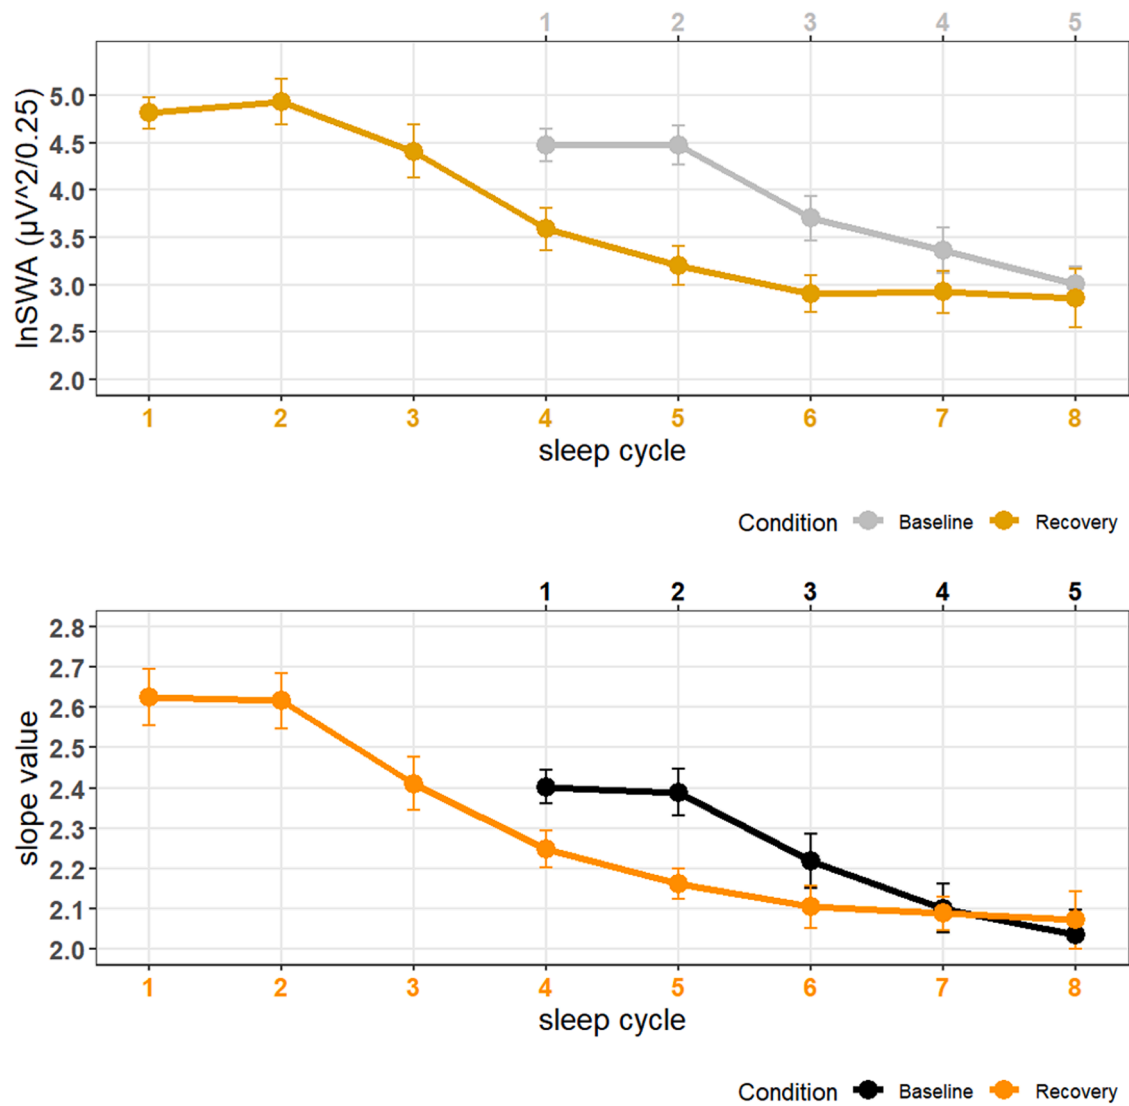 1 2 3 4 5
lnSWA (µV^2/0.25)
5.0
4.5
4.0
3.5
3.0
2.5
2.0
1 2 3 4 5 6 7 8
sleep cycle
Condition Baseline Recovery
1 2 3 4 5
slope value
2.8
2.7
2.6
2.5
2.4
2.3
2.2
2.1
2.0
1 2 3 4 5 6 7 8
sleep cycle
Condition Baseline Recovery